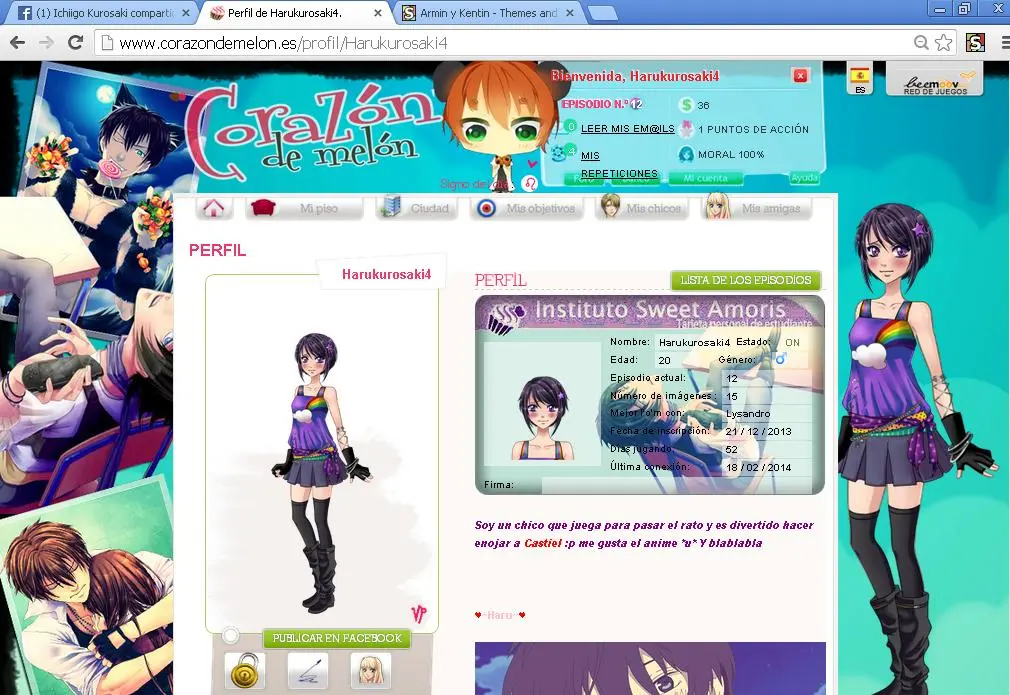 (1) Ichiigo Kurosaki comparti
Perfil de Harukurosaki4.
Armin y Kentin - Themes and
www.corazondemelon.es/profil/Harukurosaki4
Corazón
de melón
Bienvenida, Harukurosaki4
EPISODIO N.º 12
$ 36
0 LEER MIS EM@ILS
1 PUNTOS DE ACCIÓN
MIS
REPETICIONES
MORAL 100%
Mi cuenta
Ayuda
ES
beemoov
RED DE JUEGOS
Mi piso
Ciudad
Mis objetivos
Mis chicos
Mis amigas
PERFIL
Harukurosaki4
VP
PUBLICAR EN FACEBOOK
PERFIL
LISTA DE LOS EPISODIOS
Instituto Sweet Amoris
Tarjeta personal de estudiante
Nombre: Harukurosaki4 Estado: ON
Edad: 20 Género: ♂
Episodio actual: 12
Número de imágenes : 15
Mejor l'o'm con: Lysandro
Fecha de inscripción: 21 / 12 / 2013
Días jugando: 52
Última conexión: 18 / 02 / 2014
Firma:
Soy un chico que juega para pasar el rato y es divertido hacer
enojar a Castiel :p me gusta el anime *u* Y blablabla
♥~Haru~♥